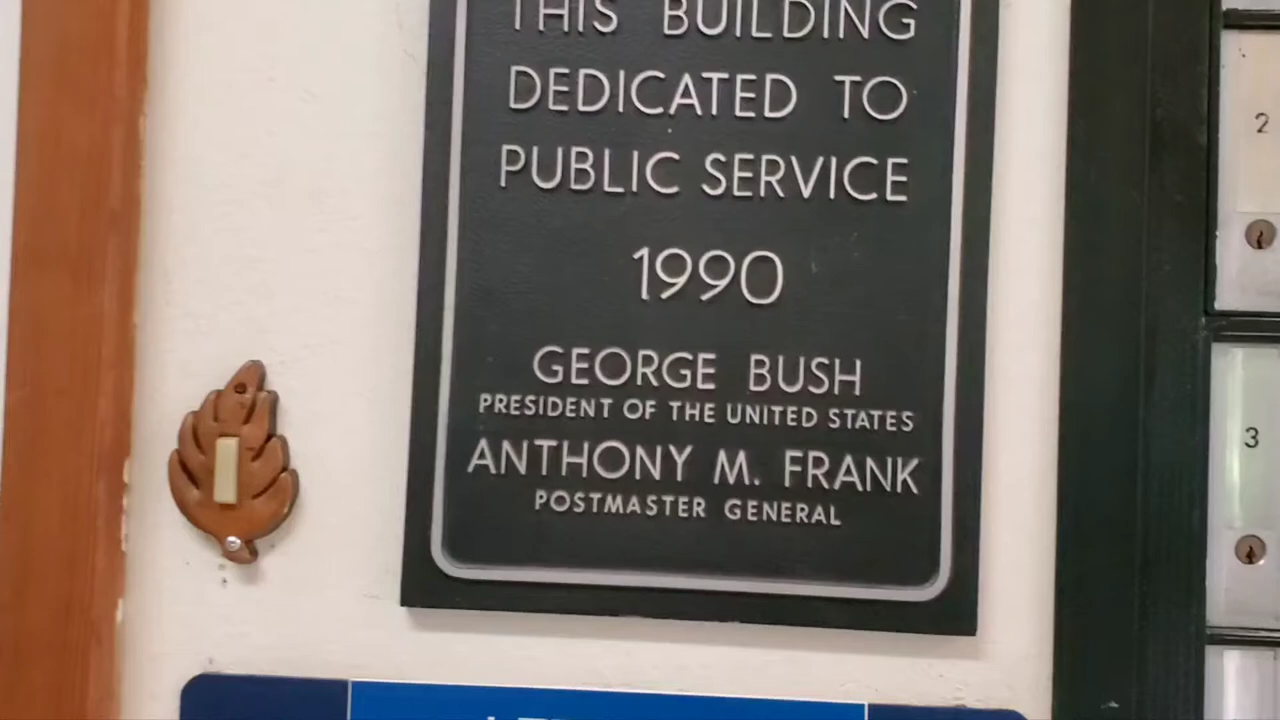 THIS BUILDING
DEDICATED TO
PUBLIC SERVICE
1990
GEORGE BUSH
PRESIDENT OF THE UNITED STATES
ANTHONY M. FRANK
POSTMASTER GENERAL
2
3